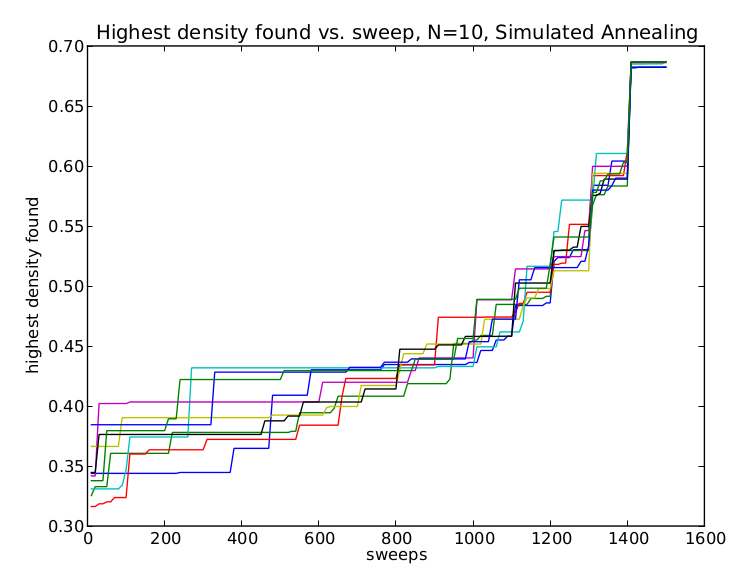 Highest density found vs. sweep, N=10, Simulated Annealing
highest density found
0.70
0.65
0.60
0.55
0.50
0.45
0.40
0.35
0.30
0 200 400 600 800 1000 1200 1400 1600
sweeps